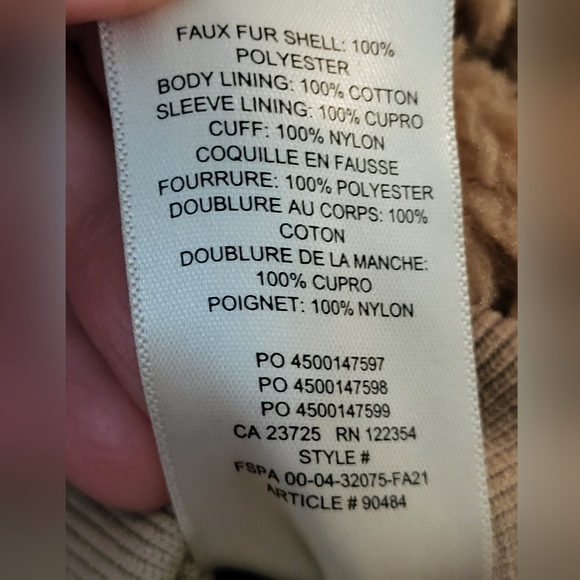 FAUX FUR SHELL: 100%
POLYESTER
BODY LINING: 100% COTTON
SLEEVE LINING: 100% CUPRO
CUFF: 100% NYLON
COQUILLE EN FAUSSE
FOURRURE: 100% POLYESTER
DOUBLURE AU CORPS: 100%
COTON
DOUBLURE DE LA MANCHE:
100% CUPRO
POIGNET: 100% NYLON
PO 4500147597
PO 4500147598
PO 4500147599
CA 23725 RN 122354
STYLE #
FSPA 00-04-32075-FA21
ARTICLE # 90484